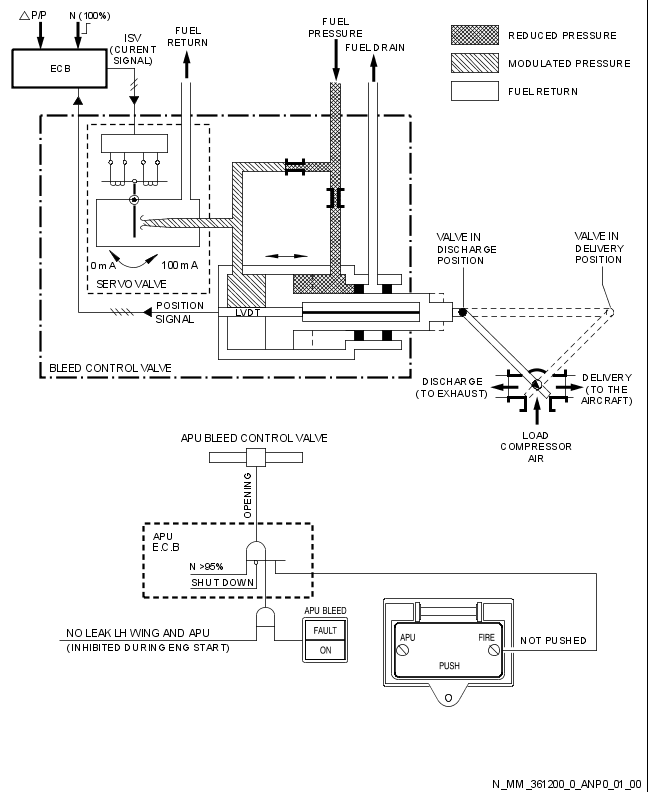 △P/P
N (100%)
ISV
(CURENT
SIGNAL)
FUEL
RETURN
FUEL
PRESSURE
FUEL DRAIN
REDUCED PRESSURE
MODULATED PRESSURE
FUEL RETURN
ECB
0 mA
100 mA
SERVO VALVE
POSITION
SIGNAL
LVDT
BLEED CONTROL VALVE
VALVE IN
DISCHARGE
POSITION
VALVE IN
DELIVERY
POSITION
DISCHARGE
(TO EXHAUST)
DELIVERY
(TO THE
AIRCRAFT)
LOAD
COMPRESSOR
AIR
APU BLEED CONTROL VALVE
OPENING
APU
E.C.B
N >95%
SHUT DOWN
NO LEAK LH WING AND APU
(INHIBITED DURING ENG START)
APU BLEED
FAULT
ON
APU
FIRE
PUSH
NOT PUSHED
N_MM_361200_0_ANP0_01_00